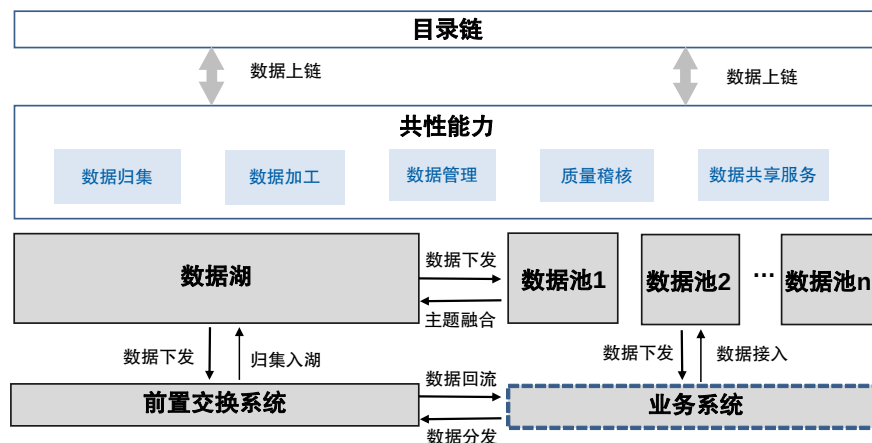 目录链
数据上链
数据上链
共性能力
数据归集
数据加工
数据管理
质量稽核
数据共享服务
数据湖
数据下发
主题融合
数据池1
数据池2
...
数据池n
数据下发
归集入湖
数据下发
数据接入
前置交换系统
数据回流
数据分发
业务系统